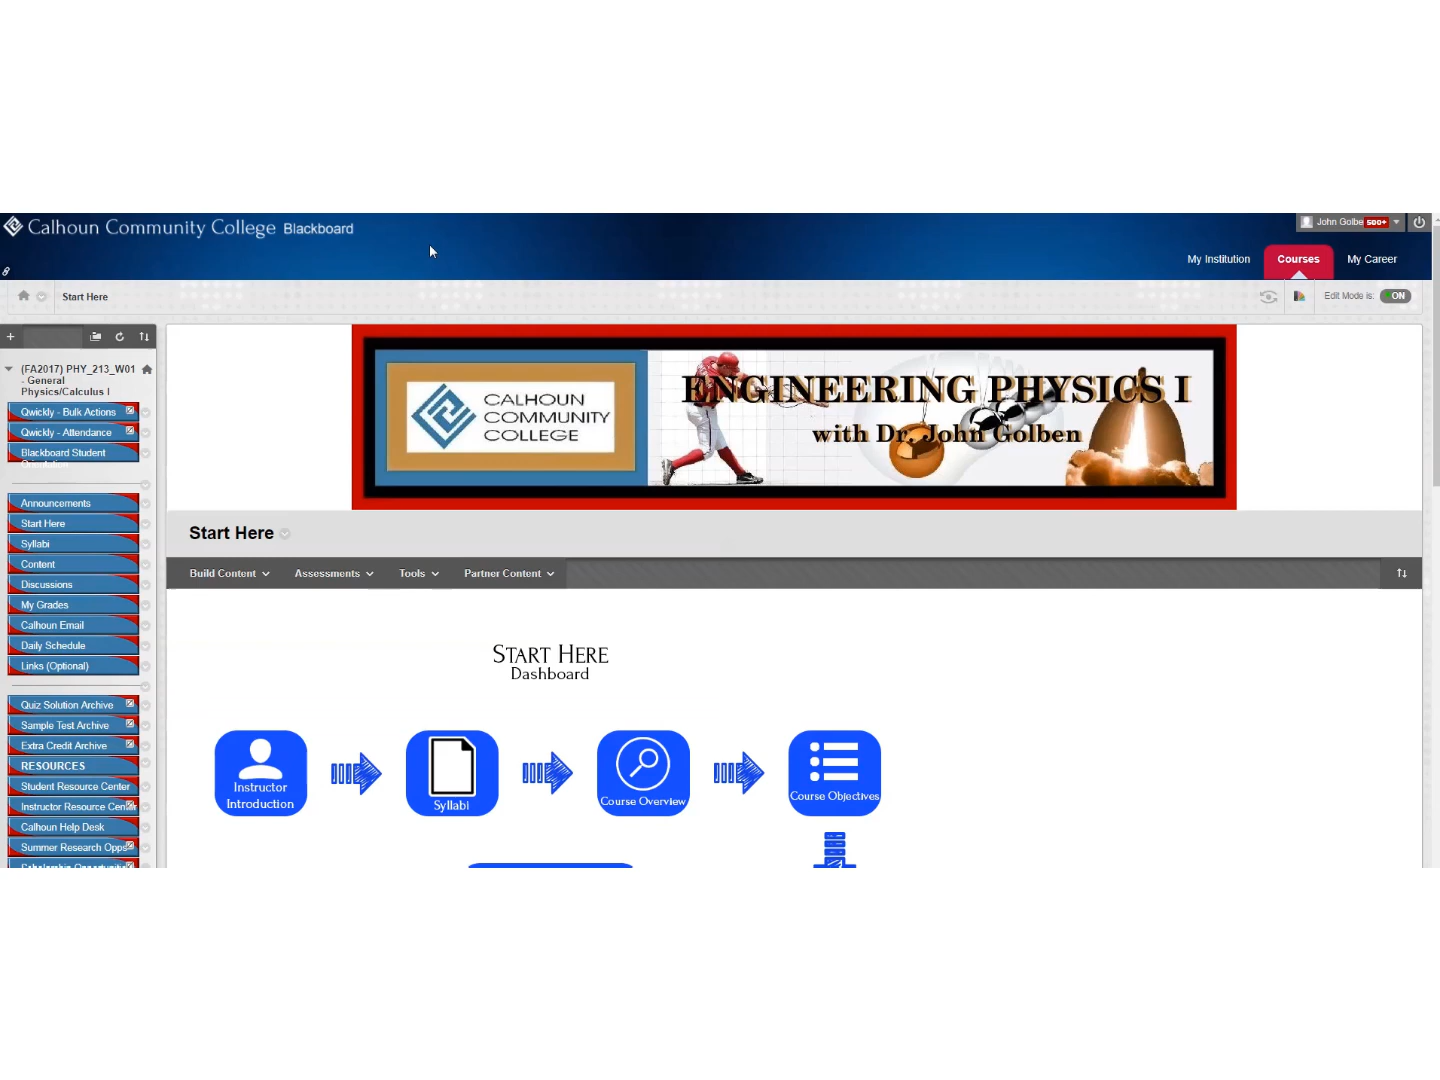 Calhoun Community College Blackboard
John Golbe 500+
My Institution
Courses
My Career
Start Here
Edit Mode is: ON
(FA2017) PHY_213_W01
- General
Physics/Calculus I
Qwickly - Bulk Actions
Qwickly - Attendance
Blackboard Student
Orientation
Announcements
Start Here
Syllabi
Content
Discussions
My Grades
Calhoun Email
Daily Schedule
Links (Optional)
Quiz Solution Archive
Sample Test Archive
Extra Credit Archive
RESOURCES
Student Resource Center
Instructor Resource Center
Calhoun Help Desk
Summer Research Opps
CALHOUN
COMMUNITY
COLLEGE
ENGINEERING PHYSICS I
with Dr. John Golben
Start Here
Build Content
Assessments
Tools
Partner Content
START HERE
Dashboard
Instructor
Introduction
Syllabi
Course Overview
Course Objectives